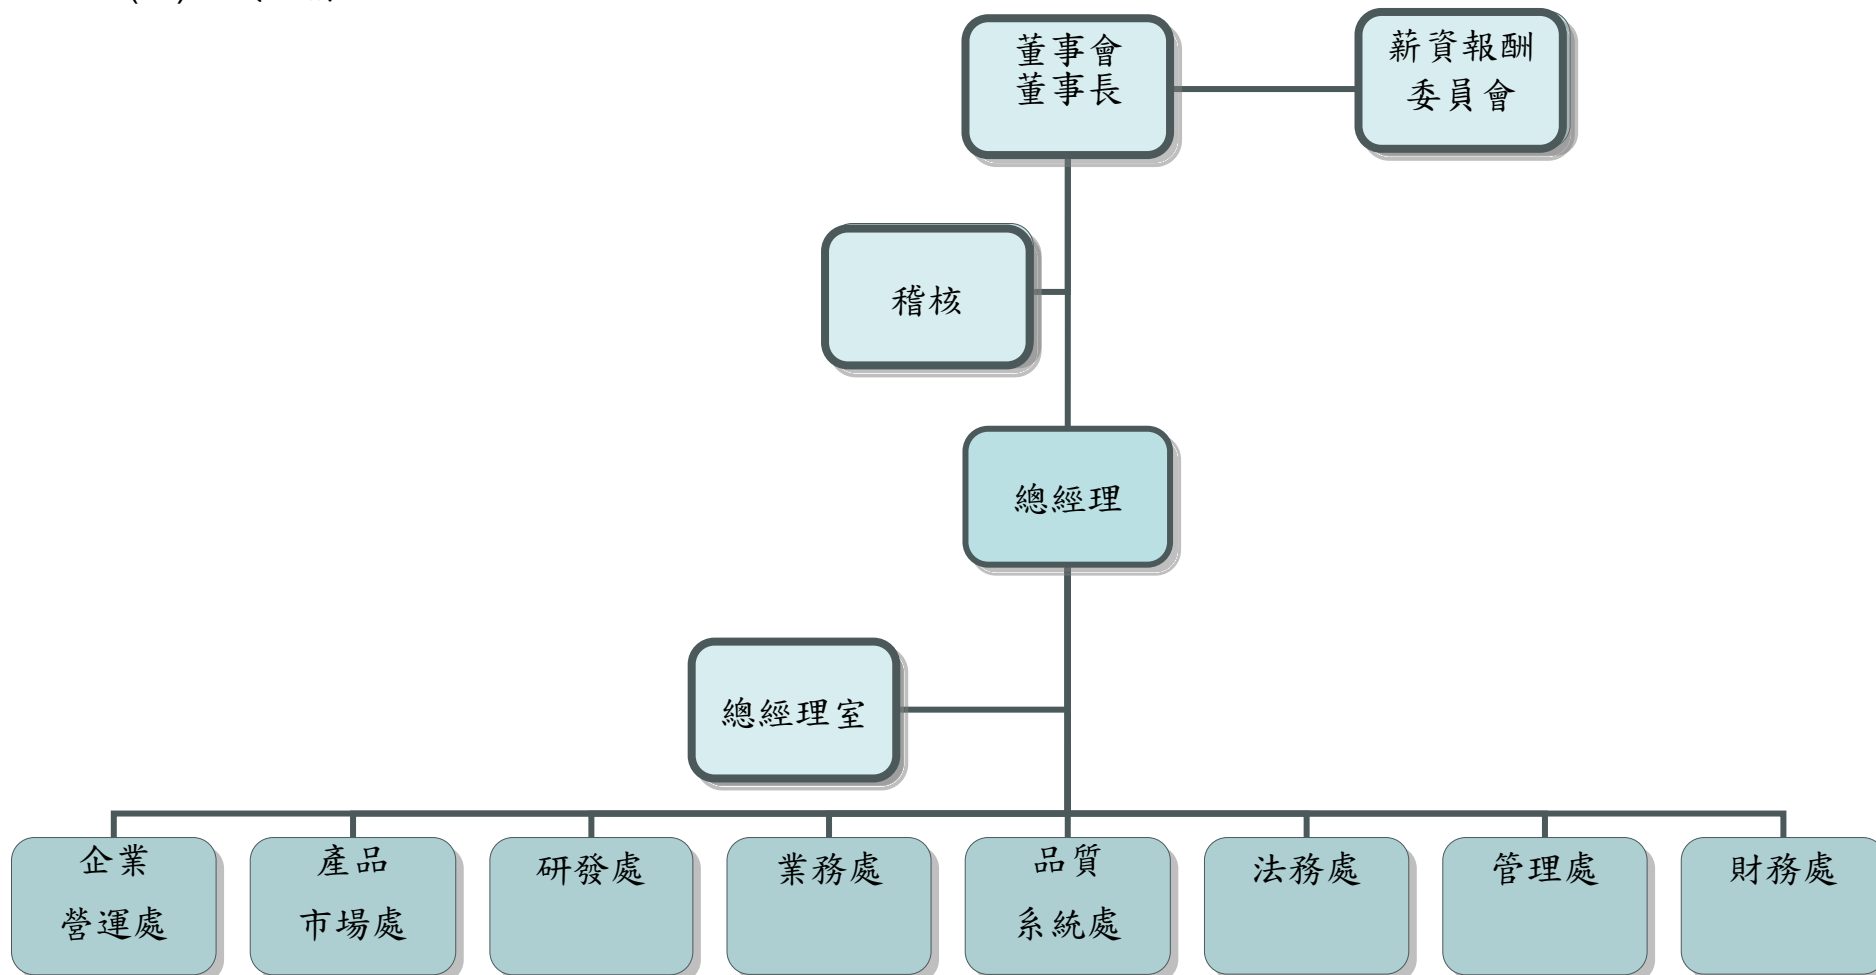 董事會
董事長
薪資報酬
委員會
稽核
總經理
總經理室
企業
營運處
產品
市場處
研發處
業務處
品質
系統處
法務處
管理處
財務處